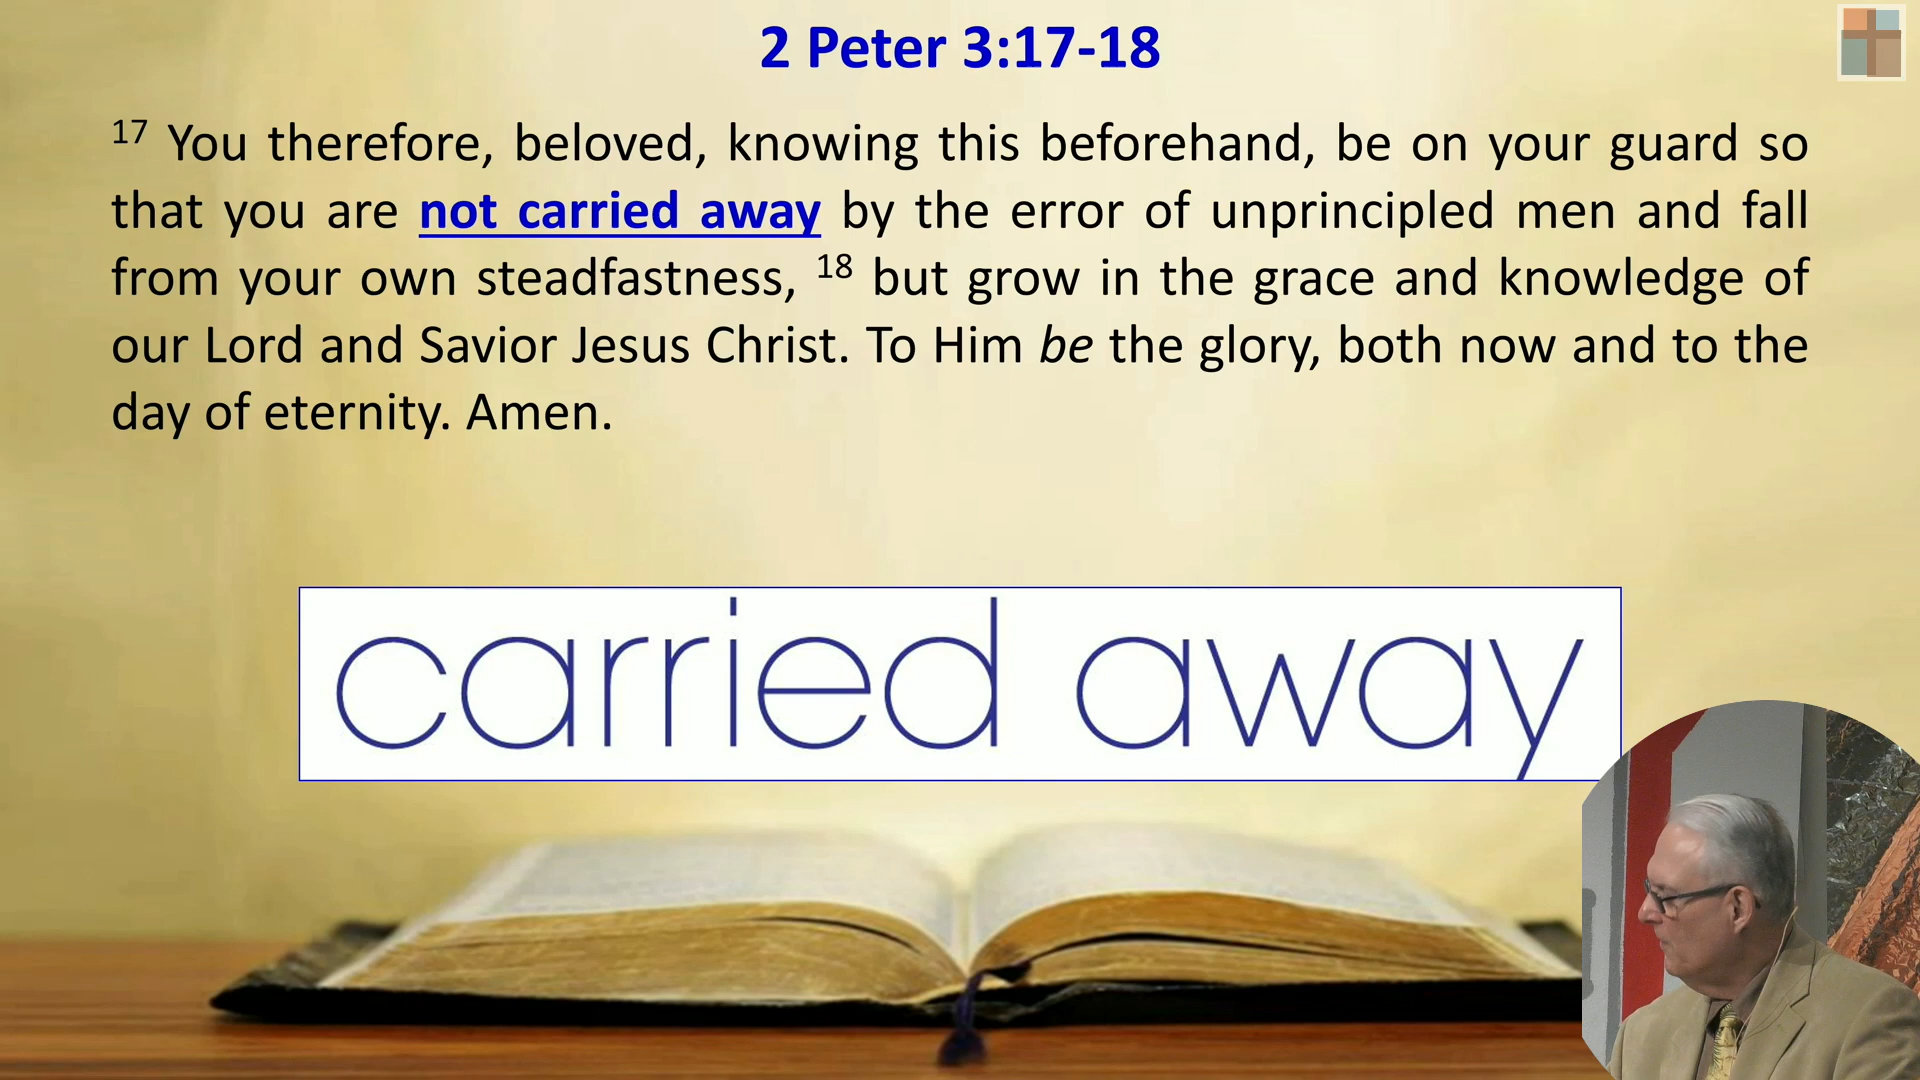 2 Peter 3:17-18
17 You therefore, beloved, knowing this beforehand, be on your guard so
that you are not carried away by the error of unprincipled men and fall
from your own steadfastness, 18 but grow in the grace and knowledge of
our Lord and Savior Jesus Christ. To Him be the glory, both now and to the
day of eternity. Amen.
carried away